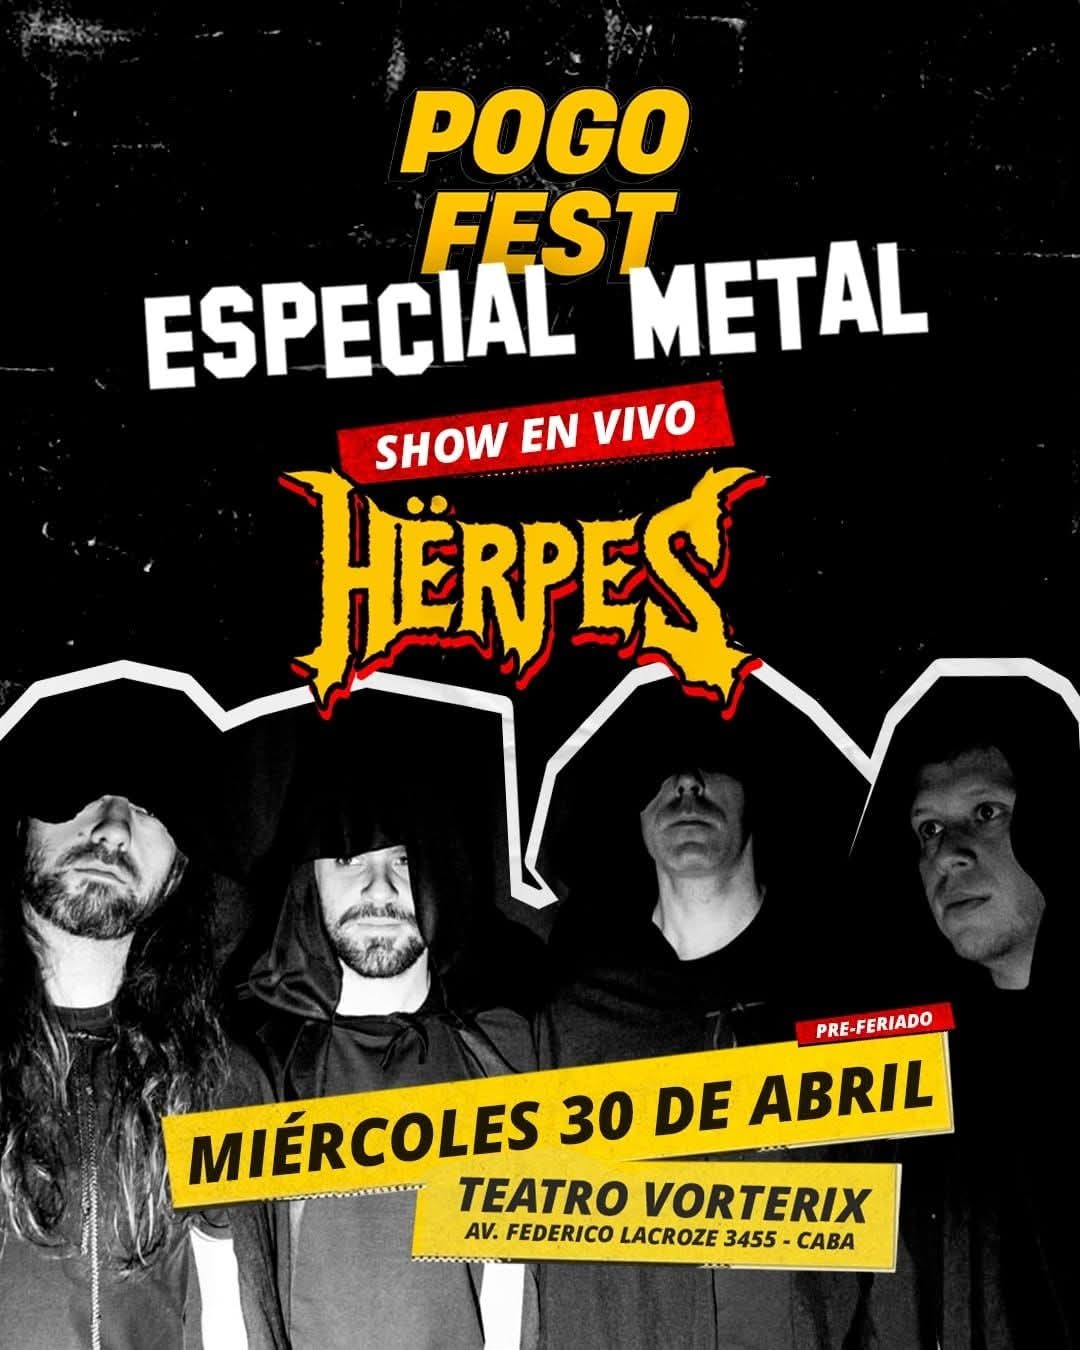 POGO
FEST
ESPECIAL METAL
SHOW EN VIVO
HËRPES
PRE-FERIADO
MIÉRCOLES 30 DE ABRIL
TEATRO VORTERIX
AV. FEDERICO LACROZE 3455 - CABA